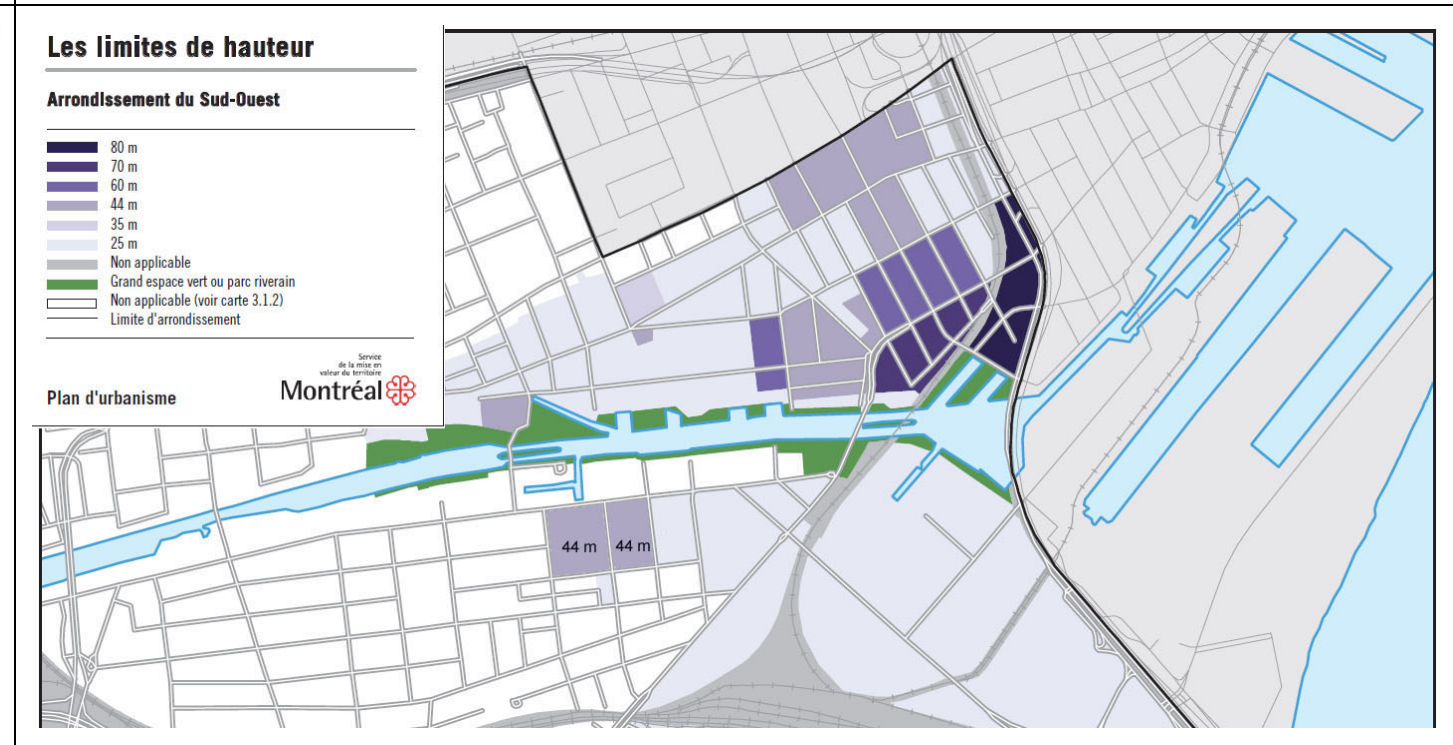 Les limites de hauteur
Arrondissement du Sud-Ouest
80 m
70 m
60 m
44 m
35 m
25 m
Non applicable
Grand espace vert ou parc riverain
Non applicable (voir carte 3.1.2)
Limite d'arrondissement
Plan d'urbanisme
Service
de la mise en
valeur du territoire
Montréal
44 m
44 m